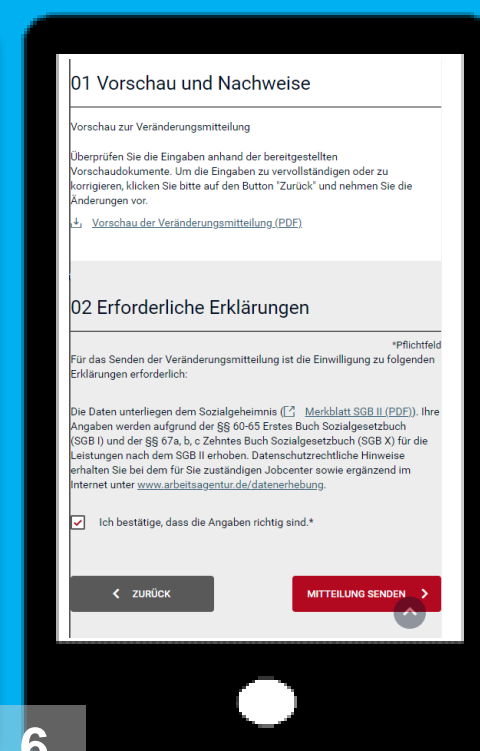 01 Vorschau und Nachweise
Vorschau zur Veränderungsmitteilung
Überprüfen Sie die Eingaben anhand der bereitgestellten
Vorschaudokumente. Um die Eingaben zu vervollständigen oder zu
korrigieren, klicken Sie bitte auf den Button "Zurück" und nehmen Sie die
Änderungen vor.
Vorschau der Veränderungsmitteilung (PDF)
02 Erforderliche Erklärungen
*Pflichtfeld
Für das Senden der Veränderungsmitteilung ist die Einwilligung zu folgenden
Erklärungen erforderlich:
Die Daten unterliegen dem Sozialgeheimnis ( Merkblatt SGB II (PDF)). Ihre
Angaben werden aufgrund der §§ 60-65 Erstes Buch Sozialgesetzbuch
(SGB I) und der §§ 67a, b, c Zehntes Buch Sozialgesetzbuch (SGB X) für die
Leistungen nach dem SGB II erhoben. Datenschutzrechtliche Hinweise
erhalten Sie bei dem für Sie zuständigen Jobcenter sowie ergänzend im
Internet unter www.arbeitsagentur.de/datenerhebung.
Ich bestätige, dass die Angaben richtig sind.*
ZURÜCK
MITTEILUNG SENDEN
6